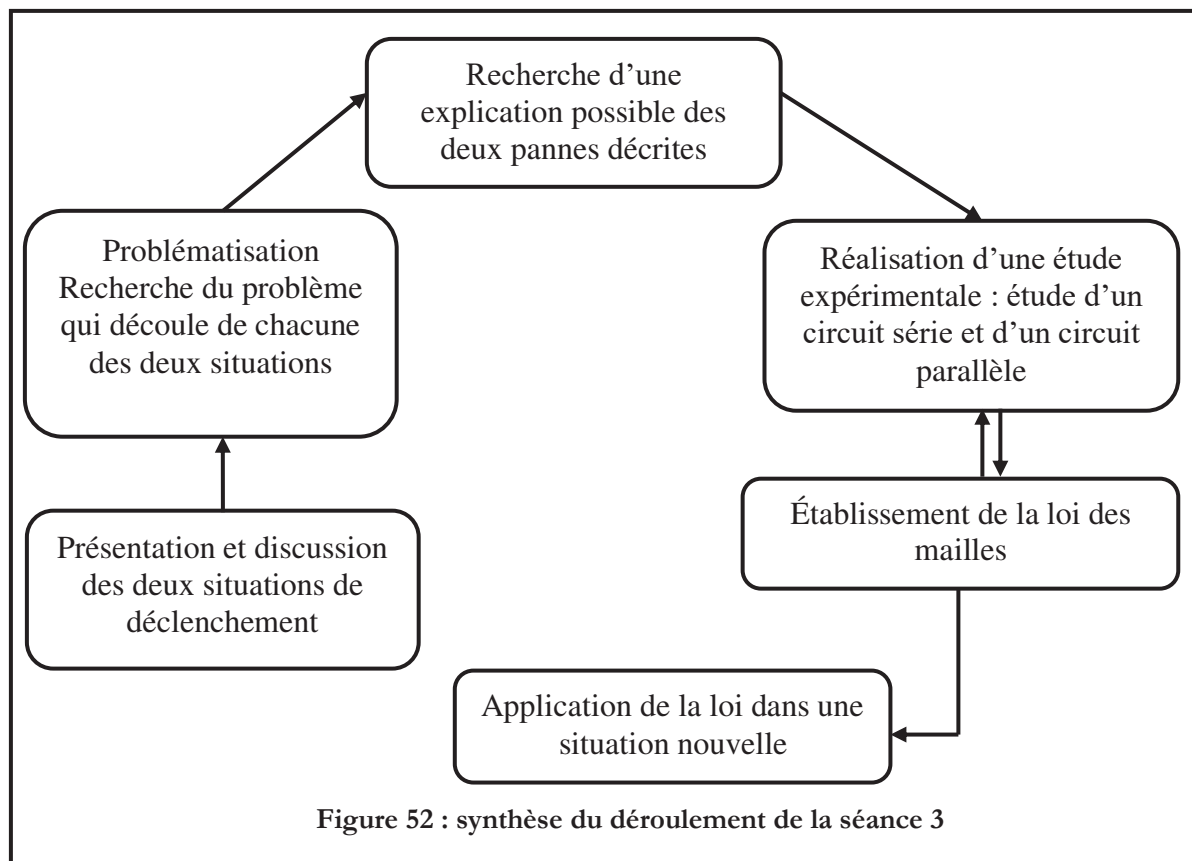 Recherche d’une
explication possible des
deux pannes décrites
Problématisation
Recherche du problème
qui découle de chacune
des deux situations
Réalisation d’une étude
expérimentale : étude d’un
circuit série et d’un circuit
parallèle
Présentation et discussion
des deux situations de
déclenchement
Établissement de la loi des
mailles
Application de la loi dans une
situation nouvelle
Figure 52 : synthèse du déroulement de la séance 3